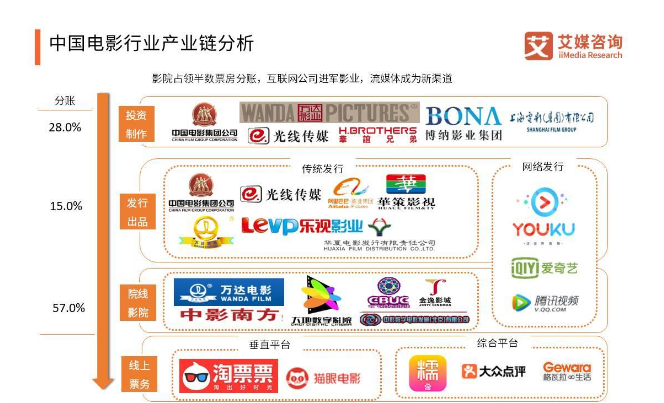 中国电影行业产业链分析
艾媒咨询
iiMedia Research
影院占领半数票房分账，互联网公司进军影业，流媒体成为新渠道
分账
28.0%
投资
制作
中国电影集团公司
CHINA FILM GROUP CORPORATION
WANDA PICTURES
光线传媒
H.BROTHERS
華誼兄弟
BONA
博纳影业集团
上海电影(集团)有限公司
SHANGHAI FILM GROUP
15.0%
发行
出品
传统发行
中国电影集团公司
CHINA FILM GROUP CORPORATION
光线传媒
華策影視
HUACE FILM&TV
Levp乐视影业
华夏电影发行有限责任公司
HUAXIA FILM DISTRIBUTION CO.,LTD.
网络发行
YOUKU
iQIYI 爱奇艺
腾讯视频
V.QQ.COM
57.0%
院线
影院
万达电影
WANDA FILM
中影南方
大地数字影院
CBUC
金逸影城
线上
票务
垂直平台
淘票票
淘出好时光
猫眼电影
综合平台
糯
大众点评
Gewara
格瓦拉生活